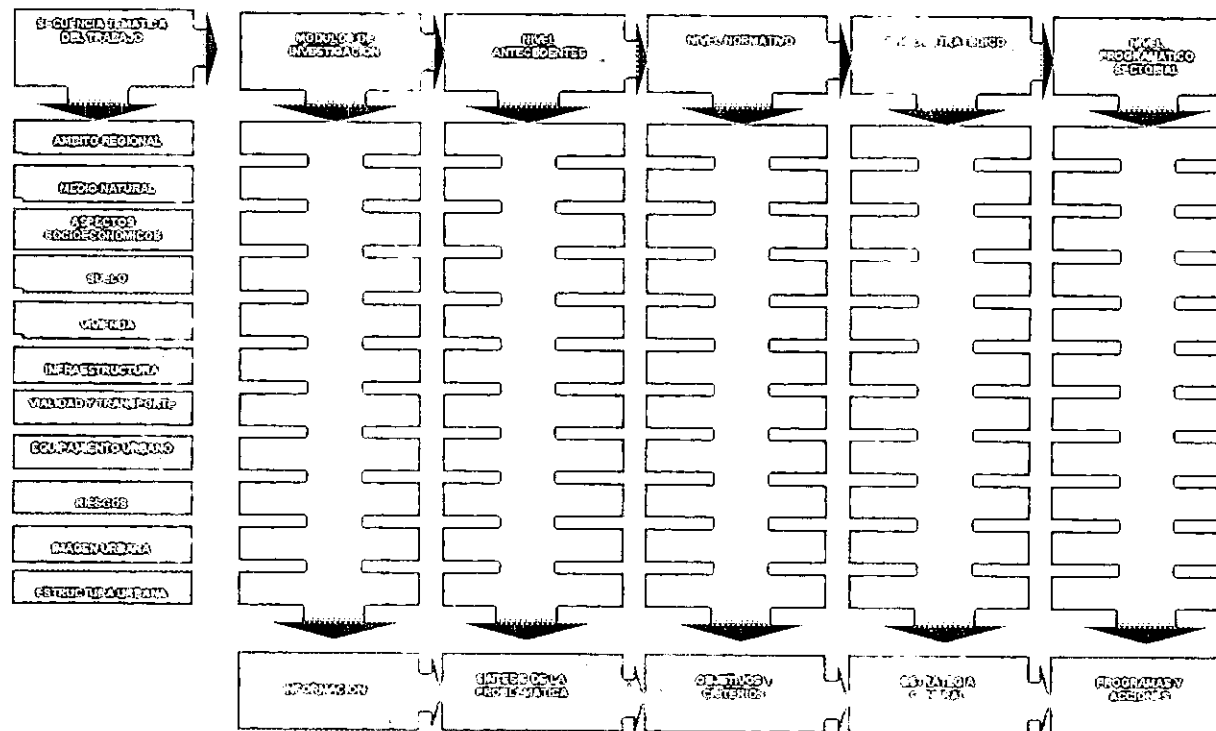 SECUENCIA TEMATICA
DEL TRABAJO
MODULOS DE
INVESTIGACION
NIVEL
ANTECEDENTES
NIVEL NORMATIVO
NIVEL
PROGRAMATICO
SECTORIAL
AMBITO REGIONAL
MEDIO NATURAL
ASPECTOS
SOCIOECONOMICOS
SUELO
VIVIENDA
INFRAESTRUCTURA
VIALIDAD Y TRANSPORTE
EQUIPAMIENTO URBANO
RIESGOS
IMAGEN URBANA
ESTRUCTURA URBANA
INFORMACION
SINTESIS DE LA
PROBLEMATICA
OBJETIVOS Y
CRITERIOS
ESTRATEGIA
GENERAL
PROGRAMAS Y
ACCIONES